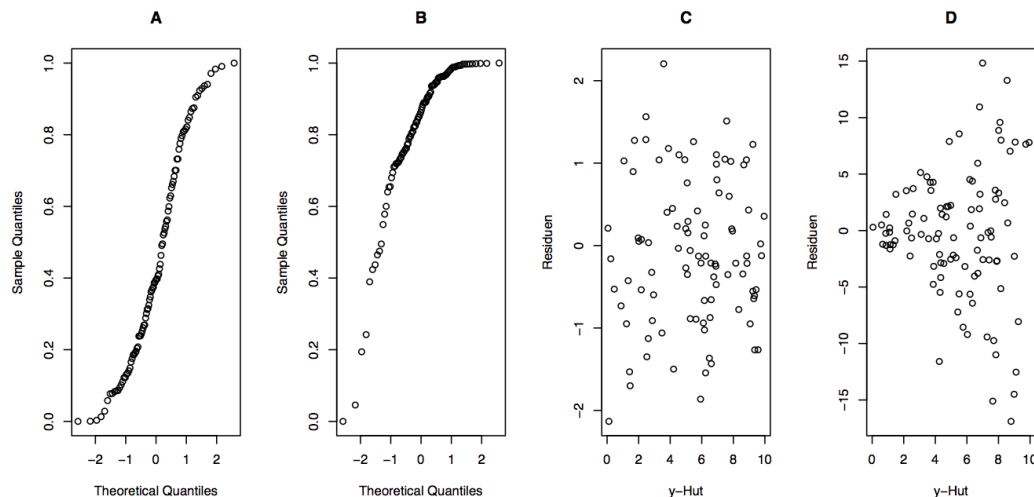 A
B
C
D
Sample Quantiles
0.0 0.2 0.4 0.6 0.8 1.0
−2 −1 0 1 2
Theoretical Quantiles
Sample Quantiles
0.0 0.2 0.4 0.6 0.8 1.0
−2 −1 0 1 2
Theoretical Quantiles
Residuen
−2 −1 0 1 2
0 2 4 6 8 10
y−Hut
Residuen
−15 −10 −5 0 5 10 15
0 2 4 6 8 10
y−Hut